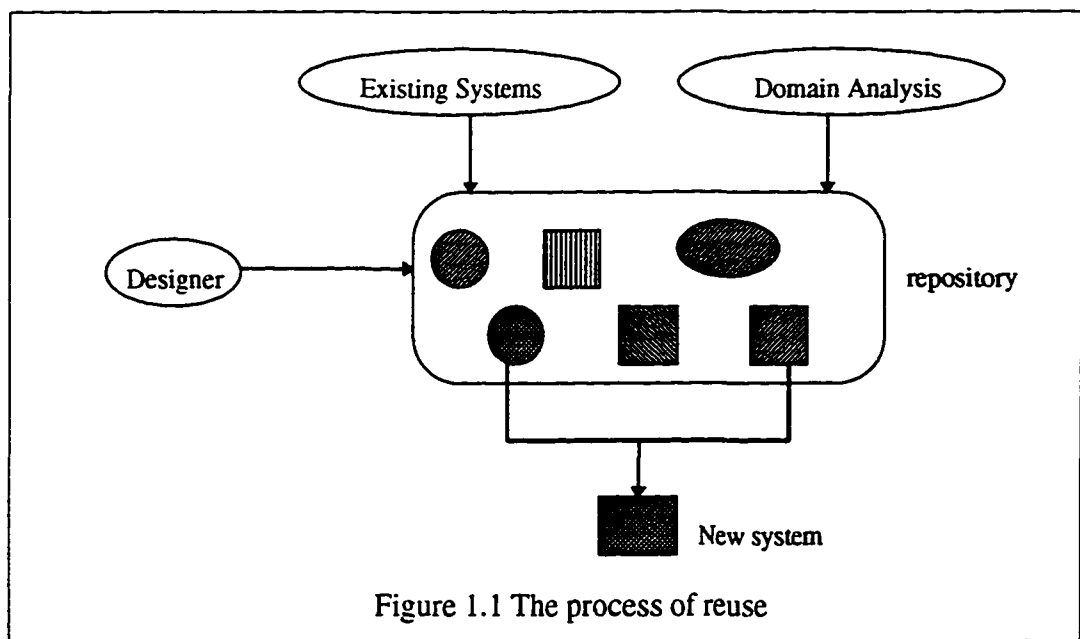 Existing Systems
Domain Analysis
Designer
repository
New system
Figure 1.1 The process of reuse